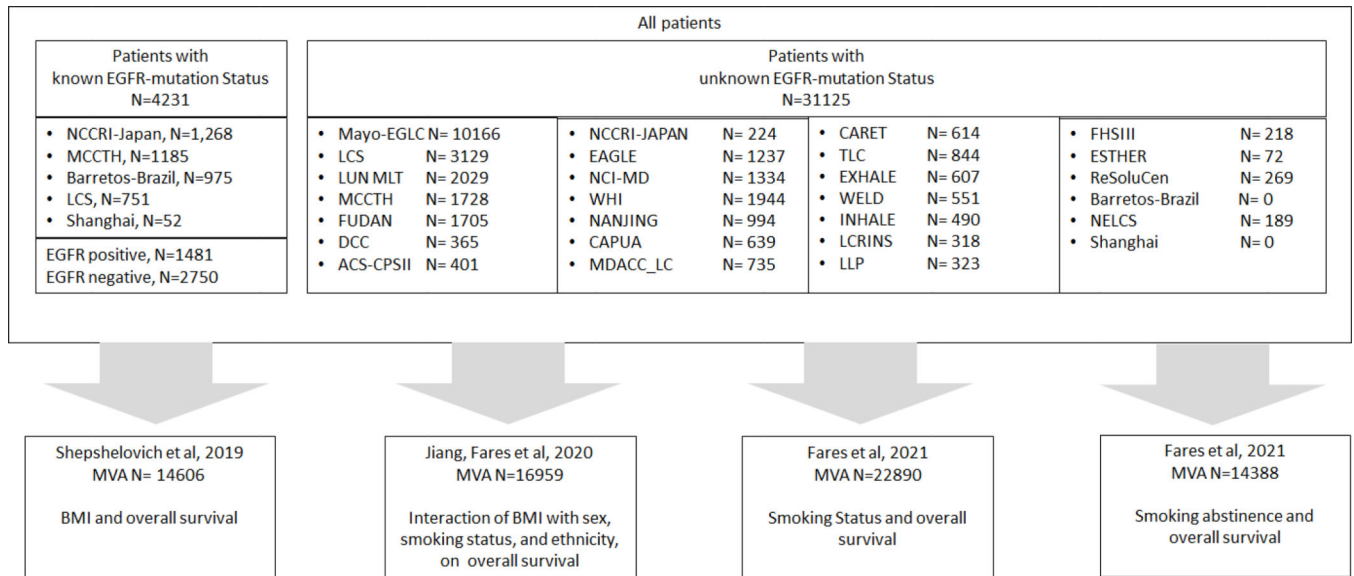 All patients
Patients with
known EGFR-mutation Status
N=4231
• NCCRI-Japan, N=1,268
• MCCTH, N=1185
• Barretos-Brazil, N=975
• LCS, N=751
• Shanghai, N=52
EGFR positive, N=1481
EGFR negative, N=2750
Patients with
unknown EGFR-mutation Status
N=31125
• Mayo-EGLC N= 10166
• LCS N= 3129
• LUN MLT N= 2029
• MCCTH N= 1728
• FUDAN N= 1705
• DCC N= 365
• ACS-CPSII N= 401
• NCCRI-JAPAN N= 224
• EAGLE N= 1237
• NCI-MD N= 1334
• WHI N= 1944
• NANJING N= 994
• CAPUA N= 639
• MDACC_LC N= 735
• CARET N= 614
• TLC N= 844
• EXHALE N= 607
• WELD N= 551
• INHALE N= 490
• LCRINS N= 318
• LLP N= 323
• FHSIII N= 218
• ESTHER N= 72
• ReSoluCen N= 269
• Barretos-Brazil N= 0
• NELCS N= 189
• Shanghai N= 0
Shepshelovich et al, 2019
MVA N= 14606
BMI and overall survival
Jiang, Fares et al, 2020
MVA N=16959
Interaction of BMI with sex,
smoking status, and ethnicity,
on overall survival
Fares et al, 2021
MVA N=22890
Smoking Status and overall
survival
Fares et al, 2021
MVA N=14388
Smoking abstinence and
overall survival